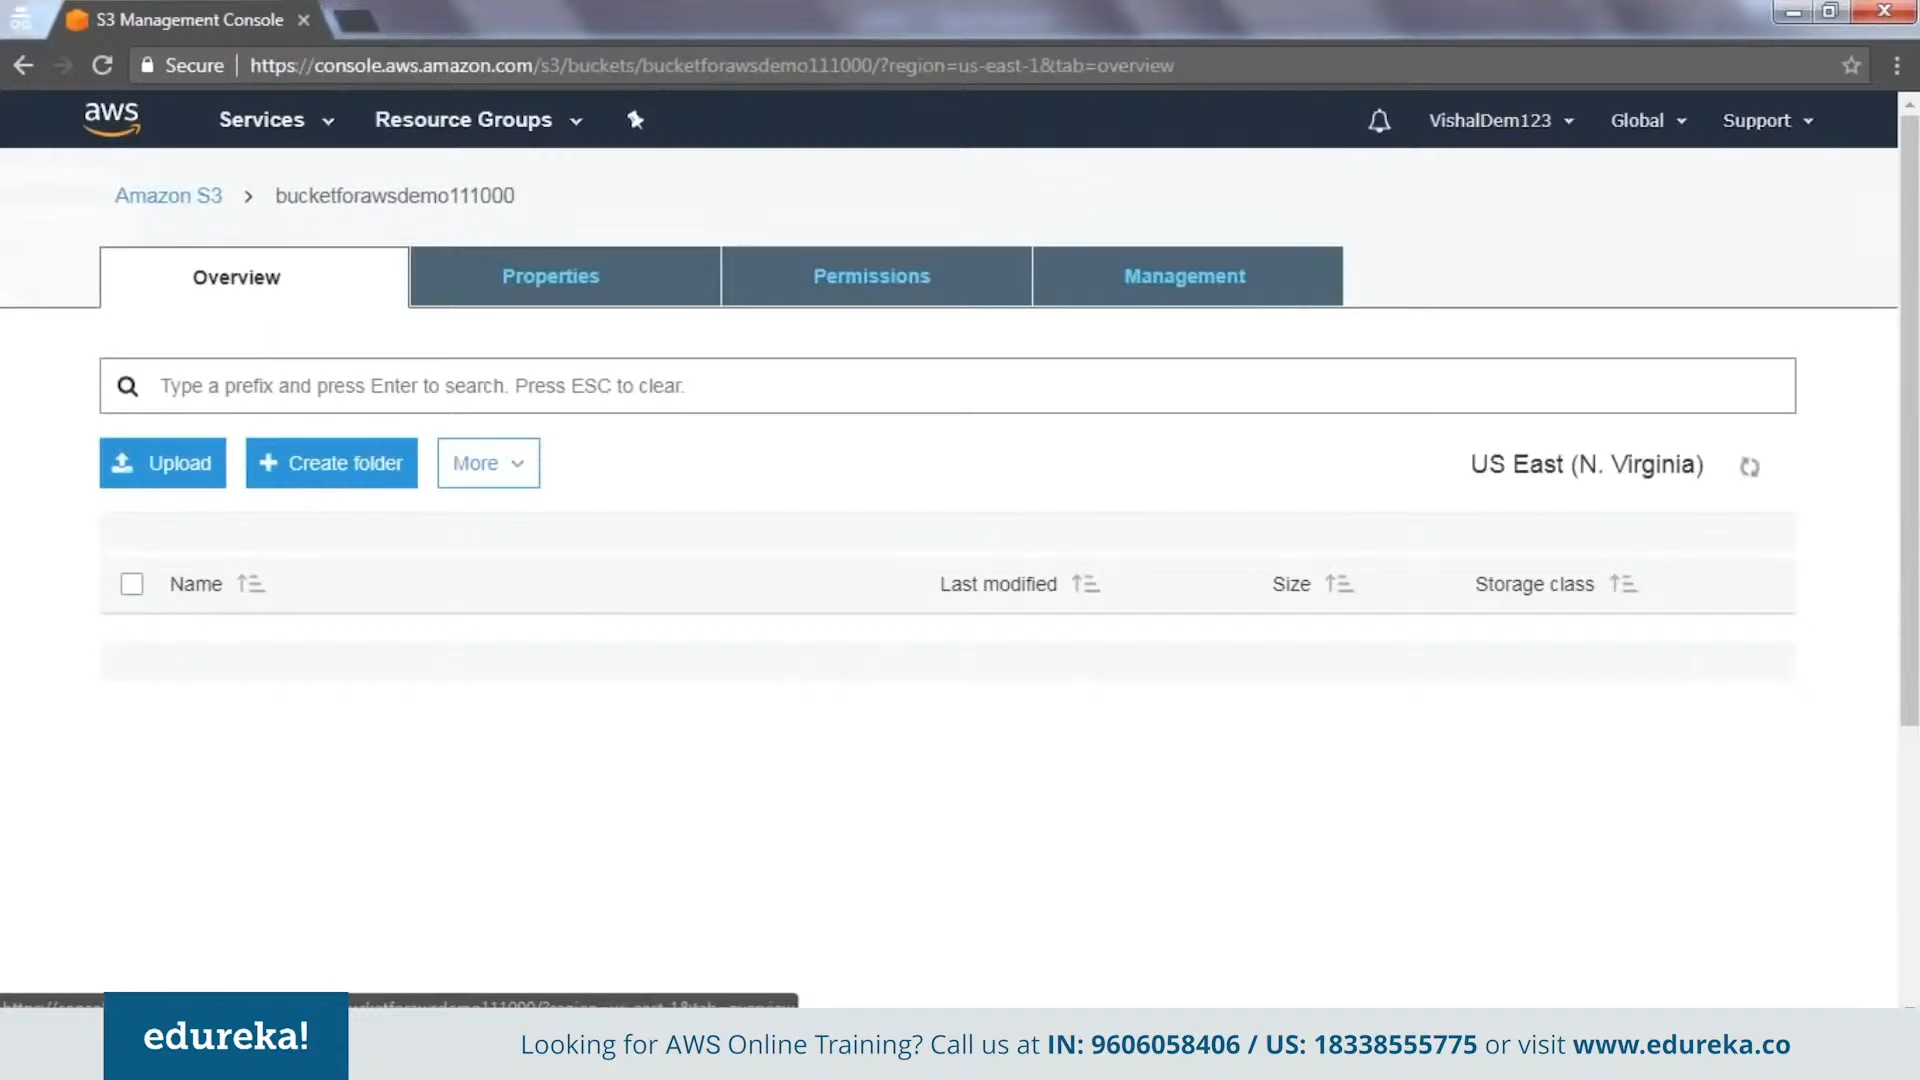 S3 Management Console
Secure | https://console.aws.amazon.com/s3/buckets/bucketforawsdemo111000/?region=us-east-1&tab=overview
aws Services Resource Groups VishalDem123 Global Support
Amazon S3 > bucketforawsdemo111000
Overview Properties Permissions Management
Type a prefix and press Enter to search. Press ESC to clear.
Upload Create folder More US East (N. Virginia)
Name Last modified Size Storage class
edureka! Looking for AWS Online Training? Call us at IN: 9606058406 / US: 18338555775 or visit www.edureka.co